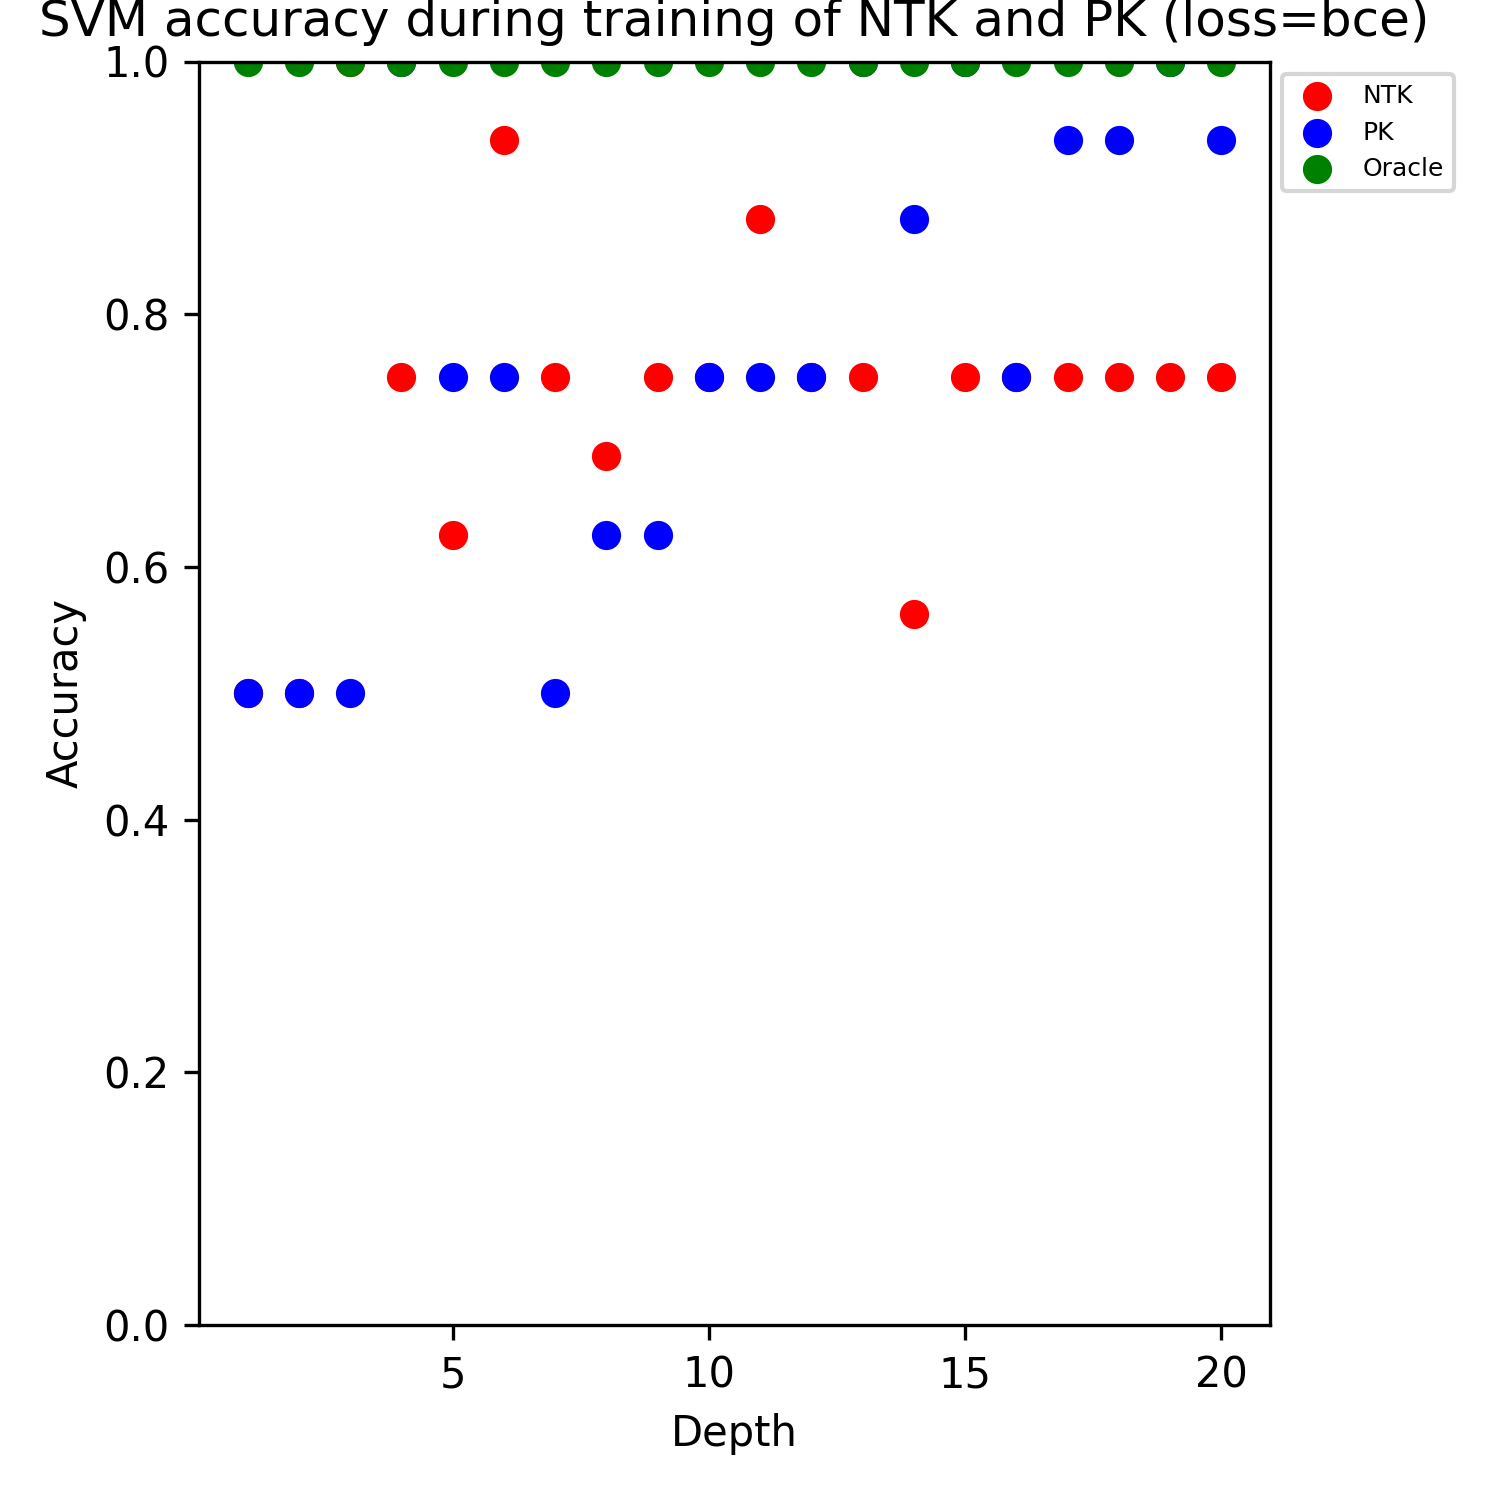 SVM accuracy during training of NTK and PK (loss=bce)
1.0
0.8
0.6
0.4
0.2
0.0
Accuracy
5 10 15 20
Depth
NTK
PK
Oracle